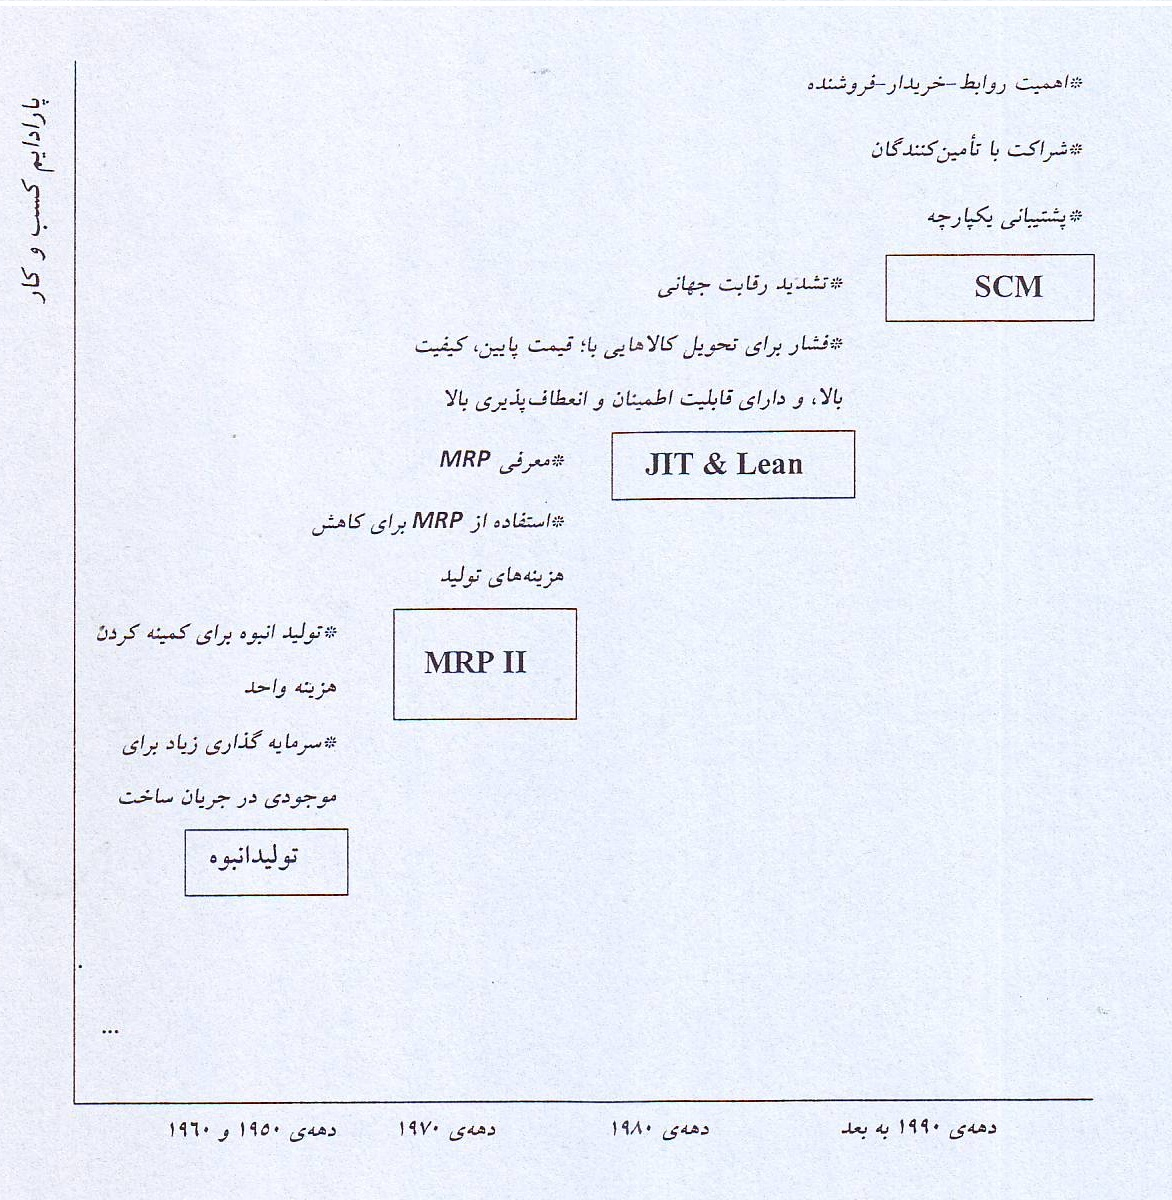 پارادایم کسب و کار
*اهمیت روابط-خریدار-فروشنده
*شراکت با تأمین‌کنندگان
*پشتیبانی یکپارچه
SCM
*تشدید رقابت جهانی
*فشار برای تحویل کالاهایی با؛ قیمت پایین، کیفیت
بالا، و دارای قابلیت اطمینان و انعطاف‌پذیری بالا
JIT & Lean
*معرفی MRP
*استفاده از MRP برای کاهش
هزینه‌های تولید
MRP II
*تولید انبوه برای کمینه کردن
هزینه واحد
*سرمایه گذاری زیاد برای
موجودی در جریان ساخت
تولیدانبوه
...
دهه‌ی ۱۹۵۰ و ۱۹۶۰
دهه‌ی ۱۹۷۰
دهه‌ی ۱۹۸۰
دهه‌ی ۱۹۹۰ به بعد